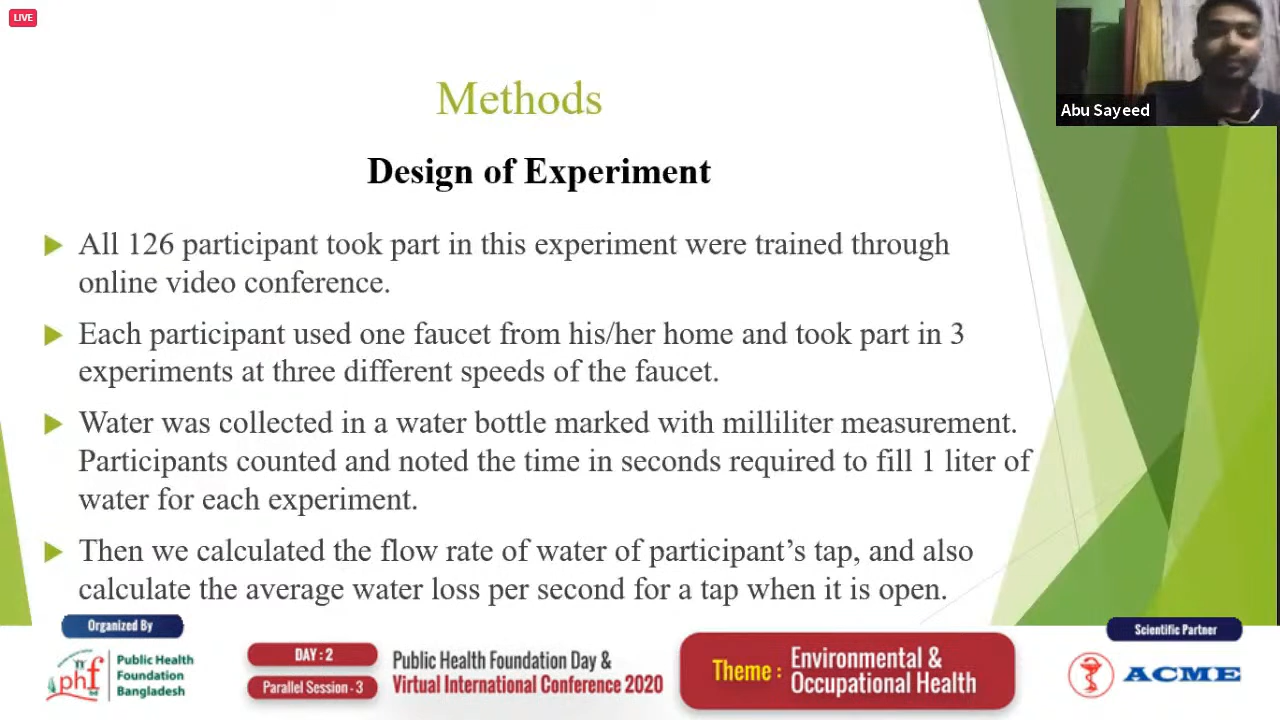 LIVE
Abu Sayeed
Methods
Design of Experiment
All 126 participant took part in this experiment were trained through
online video conference.
Each participant used one faucet from his/her home and took part in 3
experiments at three different speeds of the faucet.
Water was collected in a water bottle marked with milliliter measurement.
Participants counted and noted the time in seconds required to fill 1 liter of
water for each experiment.
Then we calculated the flow rate of water of participant's tap, and also
calculate the average water loss per second for a tap when it is open.
Organized By
phf
Public Health
Foundation
Bangladesh
DAY : 2
Parallel Session - 3
Public Health Foundation Day &
Virtual International Conference 2020
Theme :
Environmental &
Occupational Health
Scientific Partner
ACME